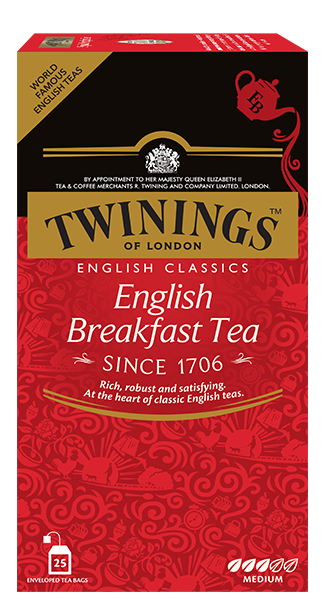 WORLD
FAMOUS
ENGLISH TEAS
EB
BY APPOINTMENT TO HER MAJESTY QUEEN ELIZABETH II
TEA & COFFEE MERCHANTS R. TWINING AND COMPANY LIMITED. LONDON.
TWININGS™
OF LONDON
ENGLISH CLASSICS
English
Breakfast Tea
SINCE 1706
Rich, robust and satisfying.
At the heart of classic English teas.
25
ENVELOPED TEA BAGS
MEDIUM